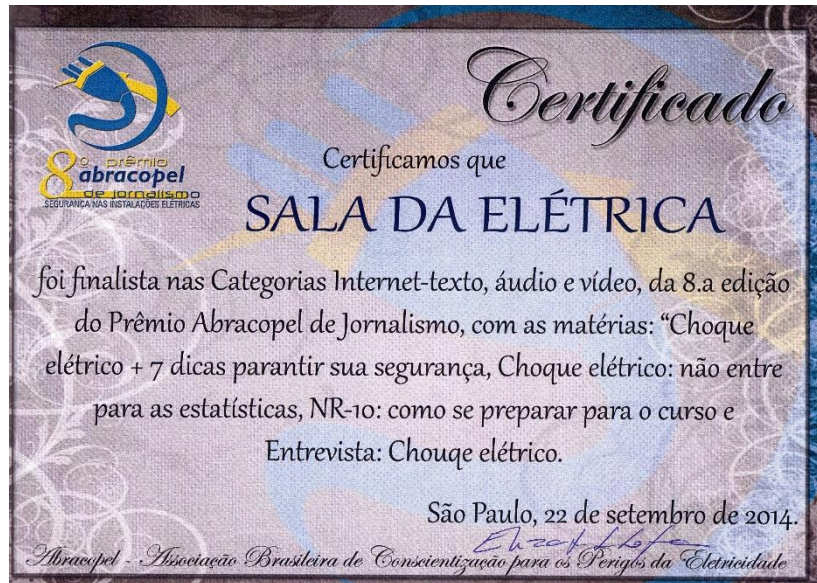 Certificado
8º prêmio
abracopel
de jornalismo
SEGURANÇA NAS INSTALAÇÕES ELÉTRICAS
Certificamos que
SALA DA ELÉTRICA
foi finalista nas Categorias Internet-texto, áudio e vídeo, da 8.a edição
do Prêmio Abracopel de Jornalismo, com as matérias: “Choque
elétrico + 7 dicas parantir sua segurança, Choque elétrico: não entre
para as estatísticas, NR-10: como se preparar para o curso e
Entrevista: Chouqe elétrico.
São Paulo, 22 de setembro de 2014.
Abracopel - Associação Brasileira de Conscientização para os Perigos da Eletricidade